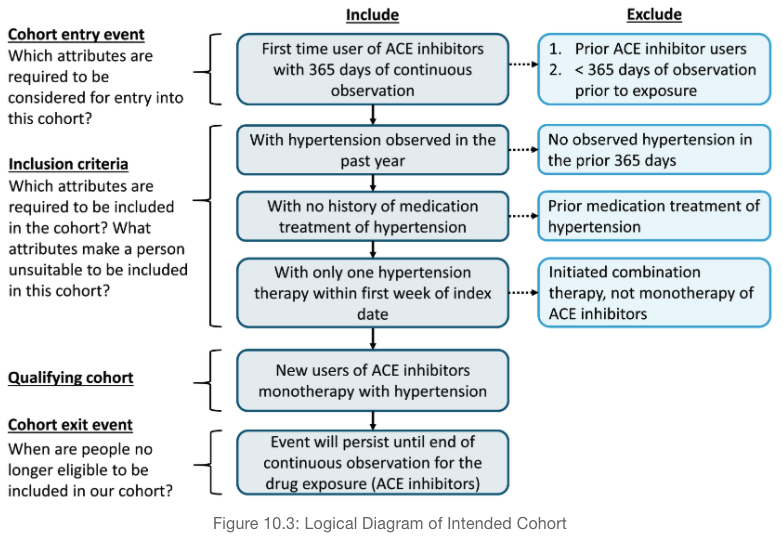 Include
Exclude
Cohort entry event
Which attributes are
required to be
considered for entry into
this cohort?
First time user of ACE inhibitors
with 365 days of continuous
observation
1. Prior ACE inhibitor users
2. < 365 days of observation
prior to exposure
Inclusion criteria
Which attributes are
required to be included
in the cohort? What
attributes make a person
unsuitable to be included
in this cohort?
With hypertension observed in the
past year
No observed hypertension in
the prior 365 days
With no history of medication
treatment of hypertension
Prior medication treatment of
hypertension
With only one hypertension
therapy within first week of index
date
Initiated combination
therapy, not monotherapy of
ACE inhibitors
Qualifying cohort
New users of ACE inhibitors
monotherapy with hypertension
Cohort exit event
When are people no
longer eligible to be
included in our cohort?
Event will persist until end of
continuous observation for the
drug exposure (ACE inhibitors)
Figure 10.3: Logical Diagram of Intended Cohort